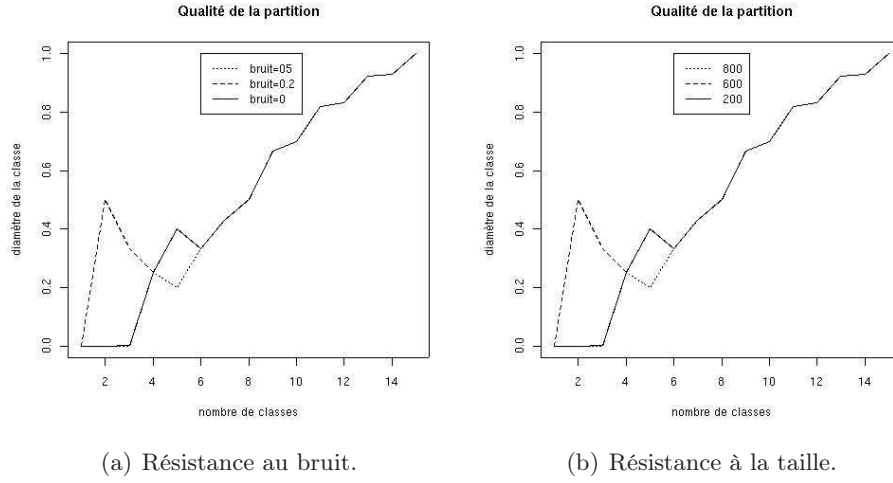 Qualité de la partition
diamètre de la classe
1.0
0.8
0.6
0.4
0.2
0.0
bruit=05
bruit=0.2
bruit=0
2 4 6 8 10 12 14
nombre de classes
(a) Résistance au bruit.
Qualité de la partition
diamètre de la classe
1.0
0.8
0.6
0.4
0.2
0.0
800
600
200
2 4 6 8 10 12 14
nombre de classes
(b) Résistance à la taille.